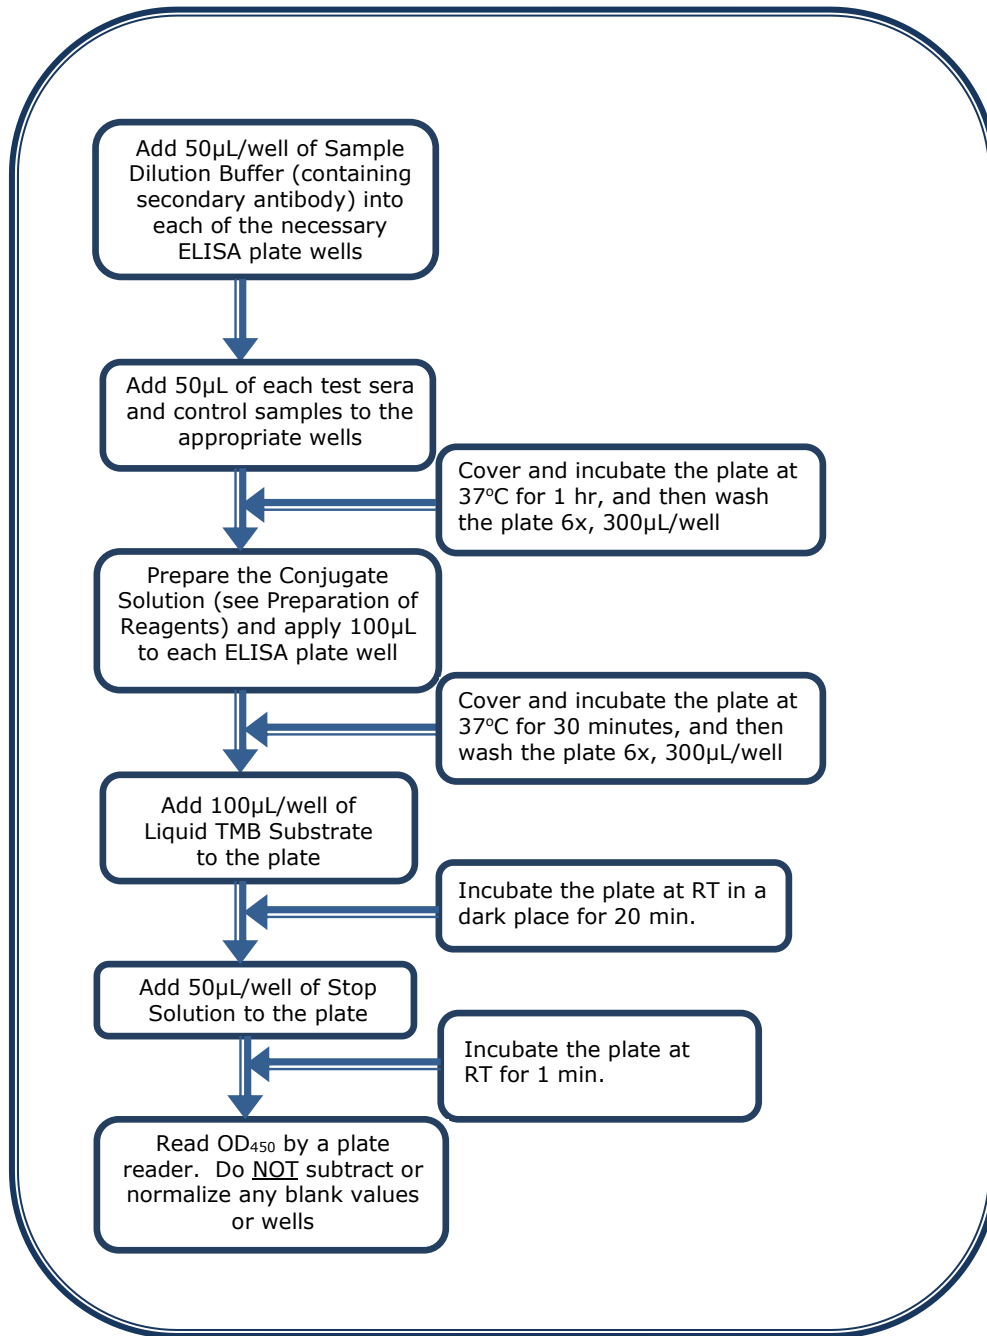 Add 50µL/well of Sample
Dilution Buffer (containing
secondary antibody) into
each of the necessary
ELISA plate wells
Add 50µL of each test sera
and control samples to the
appropriate wells
Cover and incubate the plate at
37ºC for 1 hr, and then wash
the plate 6x, 300µL/well
Prepare the Conjugate
Solution (see Preparation of
Reagents) and apply 100µL
to each ELISA plate well
Cover and incubate the plate at
37ºC for 30 minutes, and then
wash the plate 6x, 300µL/well
Add 100µL/well of
Liquid TMB Substrate
to the plate
Incubate the plate at RT in a
dark place for 20 min.
Add 50µL/well of Stop
Solution to the plate
Incubate the plate at
RT for 1 min.
Read OD450 by a plate
reader.  Do NOT subtract or
normalize any blank values
or wells